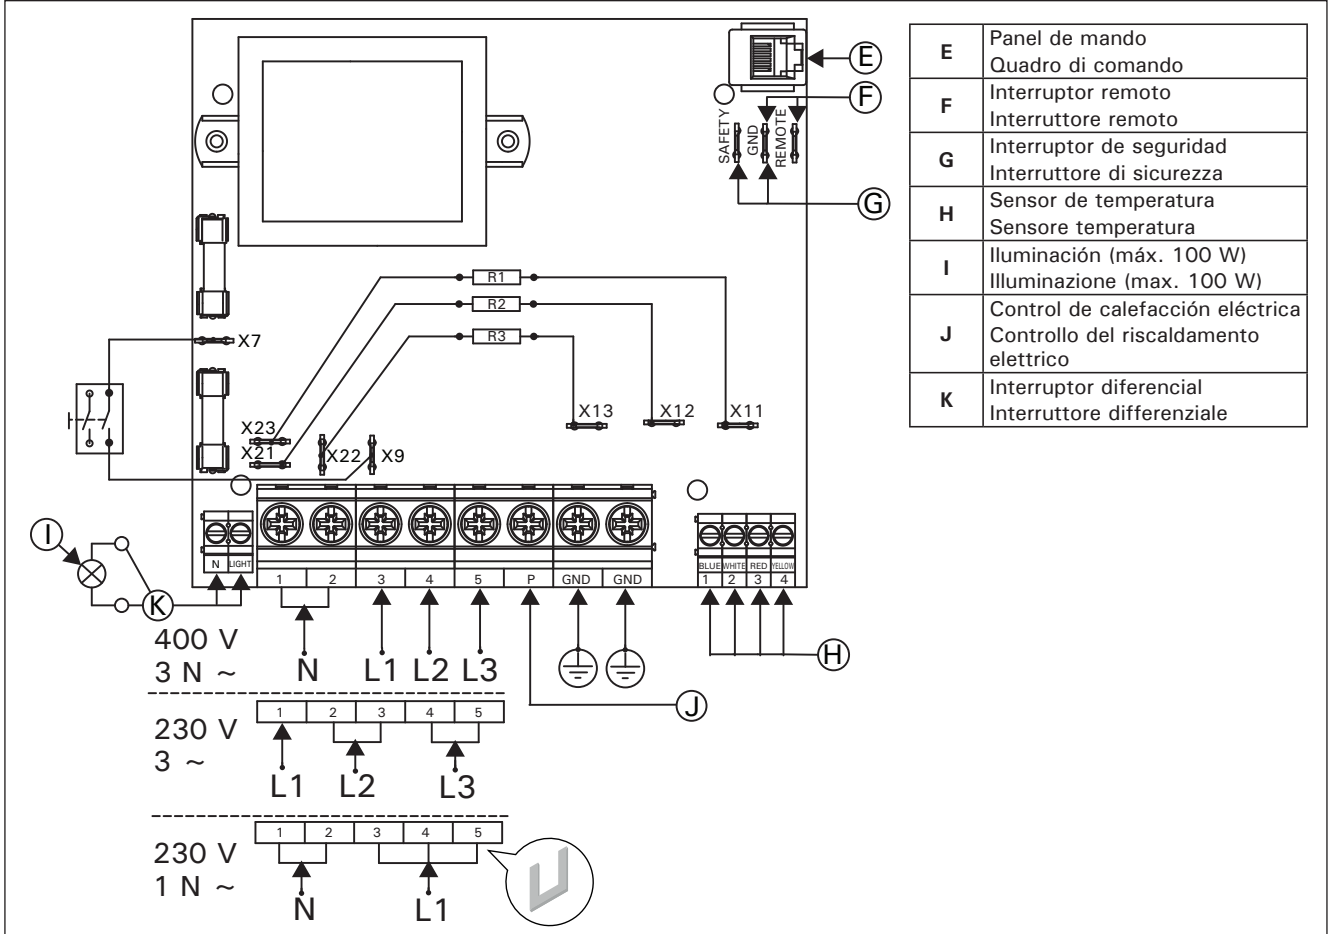 E
Panel de mando
Quadro di comando
F
Interruptor remoto
Interruttore remoto
G
Interruptor de seguridad
Interruttore di sicurezza
H
Sensor de temperatura
Sensore temperatura
I
Iluminación (máx. 100 W)
Illuminazione (max. 100 W)
J
Control de calefacción eléctrica
Controllo del riscaldamento
elettrico
K
Interruptor diferencial
Interruttore differenziale
E
F
SAFETY
GND
REMOTE
G
R1
R2
R3
X7
X13
X12
X11
X23
X21
X22
X9
I
N
LIGHT
K
1
2
3
4
5
P
GND
GND
BLUE
WHITE
RED
YELLOW
1
2
3
4
H
J
400 V
3 N ~
N
L1
L2
L3
230 V
3 ~
1
2
3
4
5
L1
L2
L3
230 V
1 N ~
1
2
3
4
5
N
L1